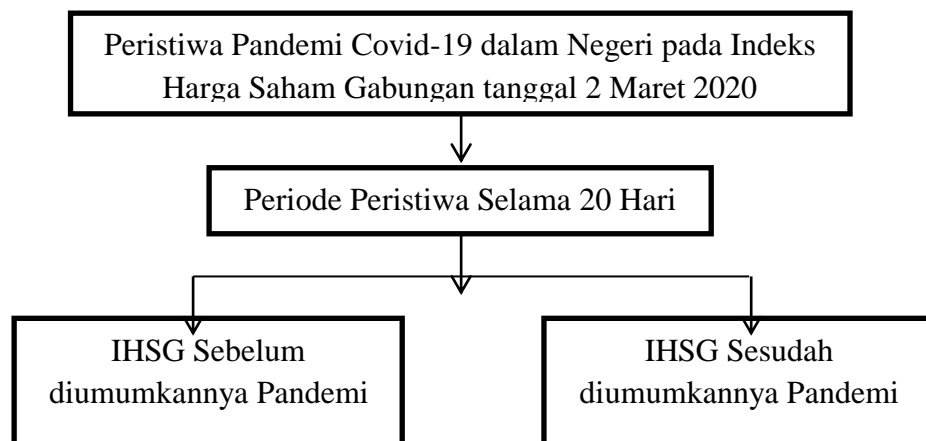 Peristiwa Pandemi Covid-19 dalam Negeri pada Indeks
Harga Saham Gabungan tanggal 2 Maret 2020
Periode Peristiwa Selama 20 Hari
IHSG Sebelum
diumumkannya Pandemi
IHSG Sesudah
diumumkannya Pandemi